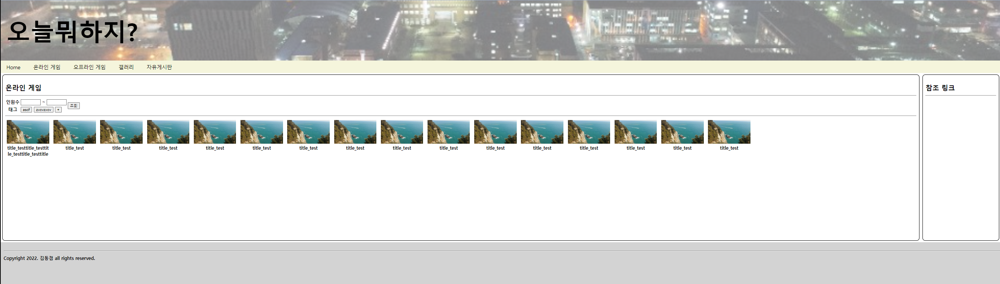 오늘뭐하지?
Home 온라인 게임 오프라인 게임 갤러리 자유게시판
온라인 게임
인원수 ~ 조회
태그 asdf zxcvzxcv +
title_testtitle_testtit title_test title_test title_test title_test title_test title_test title_test title_test title_test title_test title_test title_test title_test title_test title_test
le_testtitle_testtitle
참조 링크
Copyright 2022. 김동겸 all rights reserved.